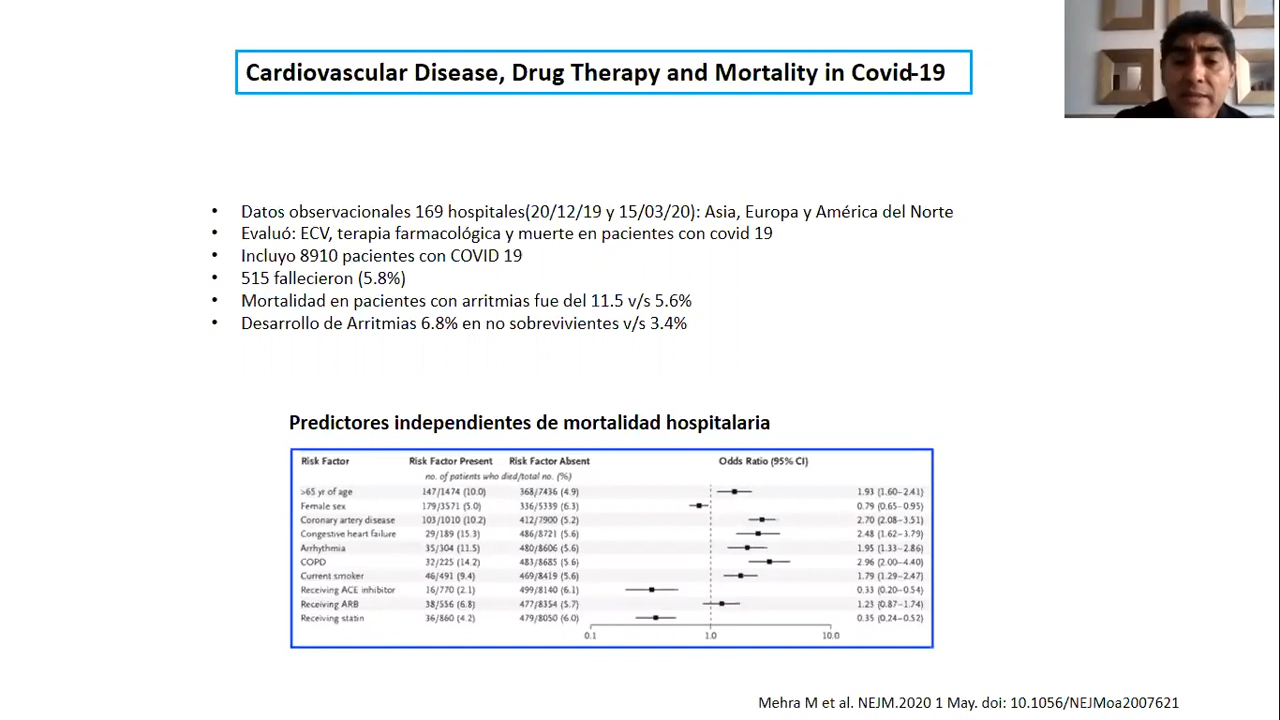 Cardiovascular Disease, Drug Therapy and Mortality in Covid-19
• Datos observacionales 169 hospitales(20/12/19 y 15/03/20): Asia, Europa y América del Norte
• Evaluó: ECV, terapia farmacológica y muerte en pacientes con covid 19
• Incluyo 8910 pacientes con COVID 19
• 515 fallecieron (5.8%)
• Mortalidad en pacientes con arritmias fue del 11.5 v/s 5.6%
• Desarrollo de Arritmias 6.8% en no sobrevivientes v/s 3.4%
Predictores independientes de mortalidad hospitalaria
Risk Factor Risk Factor Present Risk Factor Absent Odds Ratio (95% CI)
no. of patients who died/total no. (%)
>65 yr of age 147/1474 (10.0) 368/7436 (4.9) 1.93 (1.60–2.41)
Female sex 179/3571 (5.0) 336/5339 (6.3) 0.79 (0.65–0.95)
Coronary artery disease 103/1010 (10.2) 412/7900 (5.2) 2.70 (2.08–3.51)
Congestive heart failure 29/189 (15.3) 486/8721 (5.6) 2.48 (1.62–3.79)
Arrhythmia 35/304 (11.5) 480/8606 (5.6) 1.95 (1.33–2.86)
COPD 32/225 (14.2) 483/8685 (5.6) 2.96 (2.00–4.40)
Current smoker 46/491 (9.4) 469/8419 (5.6) 1.79 (1.29–2.47)
Receiving ACE inhibitor 16/770 (2.1) 499/8140 (6.1) 0.33 (0.20–0.54)
Receiving ARB 38/556 (6.8) 477/8354 (5.7) 1.23 (0.87–1.74)
Receiving statin 36/860 (4.2) 479/8050 (6.0) 0.35 (0.24–0.52)
0.1 1.0 10.0
Mehra M et al. NEJM.2020 1 May. doi: 10.1056/NEJMoa2007621